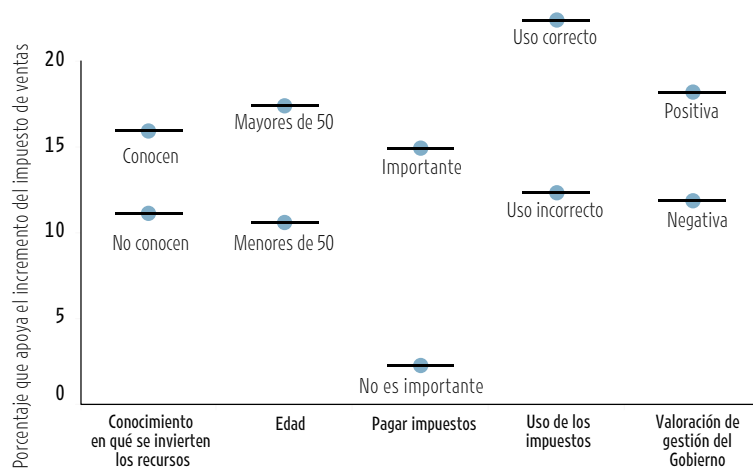 Porcentaje que apoya el incremento del impuesto de ventas
20
15
10
5
0
Conocen
No conocen
Mayores de 50
Menores de 50
Importante
No es importante
Uso correcto
Uso incorrecto
Positiva
Negativa
Conocimiento
en qué se invierten
los recursos
Edad
Pagar impuestos
Uso de los
impuestos
Valoración de
gestión del
Gobierno